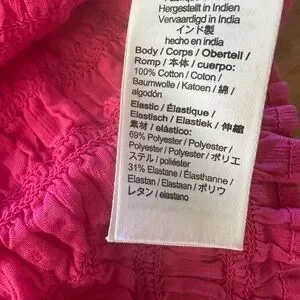 Hergestellt in Indien
Vervaardigd in India
インド製
hecho en india
Body / Corps / Oberteil /
Romp / 本体 / cuerpo:
100% Cotton / Coton /
Baumwolle / Katoen / 綿 /
algodón
Elastic / Élastique /
Elastisch / Elastiek / 伸縮
素材 / elástico:
69% Polyester / Polyester /
Polyester / Polyester / ポリエ
ステル / poliéster
31% Elastane / Élasthanne /
Elastan / Elastaan / ポリウ
レタン / elastano